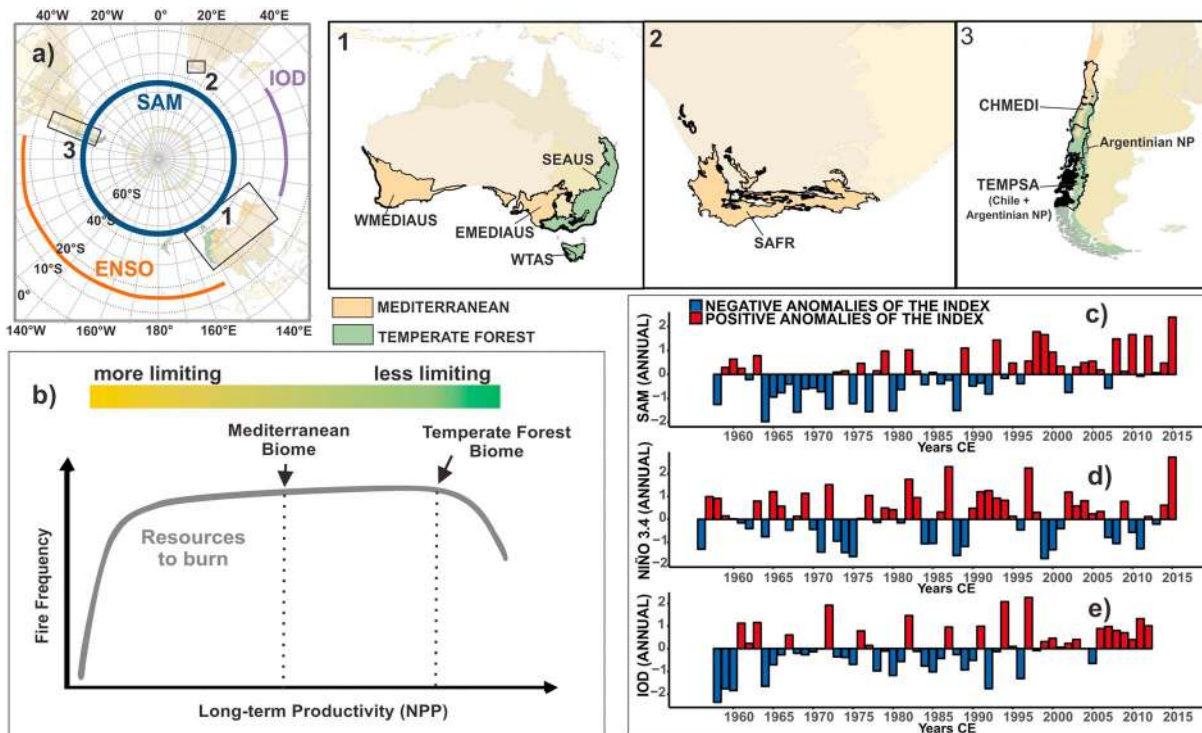 40°W 20°W 0° 20°E 40°E
a)
IOD
SAM
2
3
60°S
40°S
1
20°S
10°S
ENSO
0°
140°W 160°W 180° 160°E 140°E
1
SEAUS
WMEDIAUS
EMEDIAUS
WTAS
2
SAFR
3
CHMEDI
Argentinian NP
TEMPSA
(Chile +
Argentinian NP)
MEDITERRANEAN
TEMPERATE FOREST
b)
more limiting less limiting
Mediterranean
Biome
Temperate Forest
Biome
Resources
to burn
Fire Frequency
Long-term Productivity (NPP)
NEGATIVE ANOMALIES OF THE INDEX
POSITIVE ANOMALIES OF THE INDEX
c)
SAM (ANNUAL)
2
1
0
−1
−2
1960 1965 1970 1975 1980 1985 1990 1995 2000 2005 2010 2015
Years CE
d)
NIÑO 3.4 (ANNUAL)
2
1
0
−1
−2
1960 1965 1970 1975 1980 1985 1990 1995 2000 2005 2010 2015
Years CE
e)
IOD (ANNUAL)
2
1
0
−1
−2
1960 1965 1970 1975 1980 1985 1990 1995 2000 2005 2010 2015
Years CE